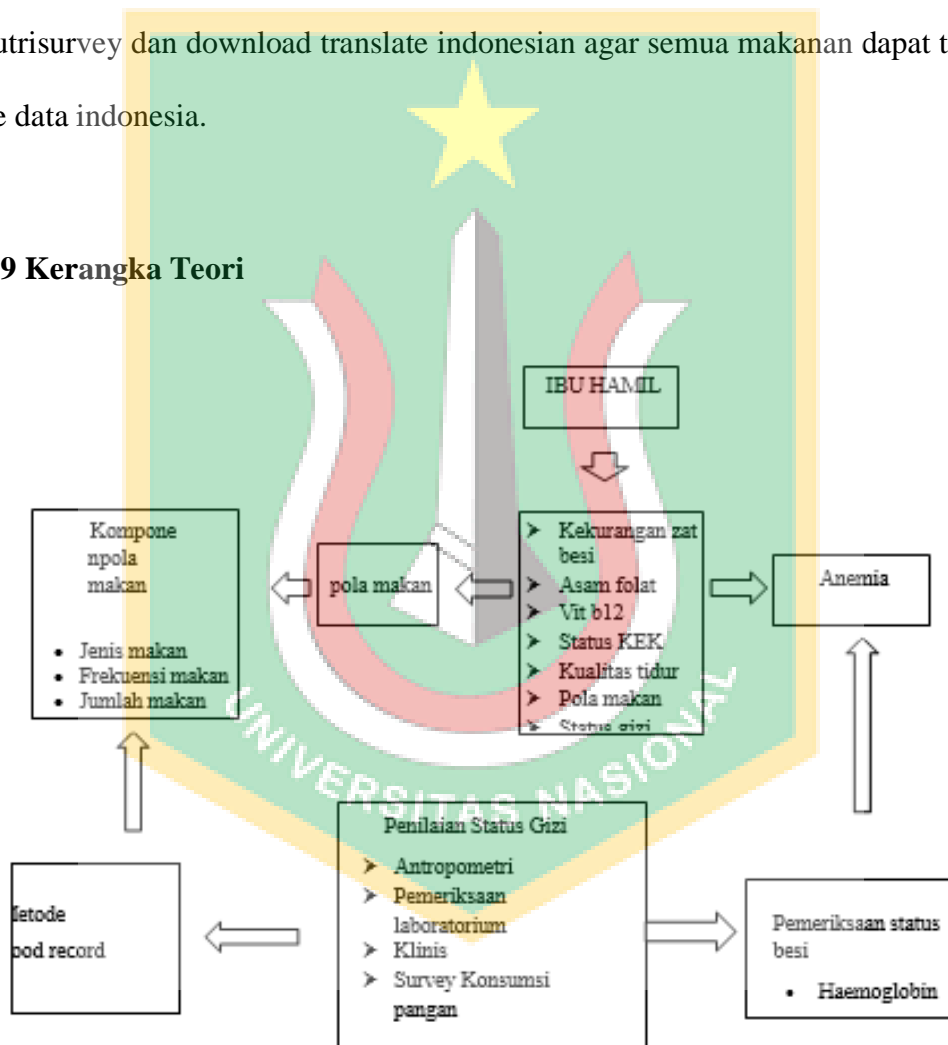 utrisurvey dan download translate indonesian agar semua makanan dapat t
e data indonesia.
9 Kerangka Teori
IBU HAMIL
Kompone
npola
makan
• Jenis makan
• Frekuensi makan
• Jumlah makan
pola makan
➤ Kekurangan zat
besi
➤ Asam folat
➤ Vit b12
➤ Status KEK
➤ Kualitas tidur
➤ Pola makan
➤ Status gizi
Anemia
UNIVERSITAS NASIONAL
Penilaian Status Gizi
➤ Antropometri
➤ Pemeriksaan
laboratorium
➤ Klinis
➤ Survey Konsumsi
pangan
letode
ood record
Pemeriksaan status
besi
• Haemoglobin